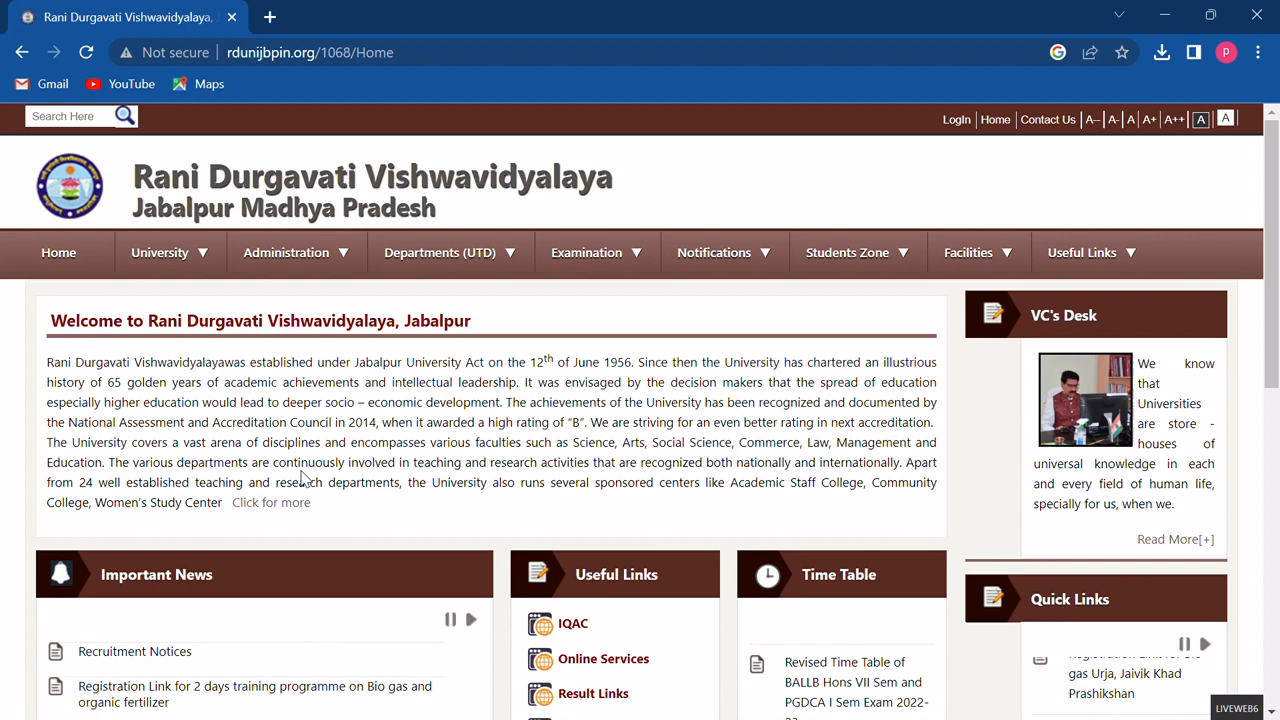 Rani Durgavati Vishwavidyalaya,
Not secure
rdunijbpin.org/1068/Home
P
Gmail
YouTube
Maps
Search Here
LogIn
Home
Contact Us
A--
A-
A
A+
A++
A
A
Rani Durgavati Vishwavidyalaya
Jabalpur Madhya Pradesh
Home
University ▼
Administration ▼
Departments (UTD) ▼
Examination ▼
Notifications ▼
Students Zone ▼
Facilities ▼
Useful Links ▼
Welcome to Rani Durgavati Vishwavidyalaya, Jabalpur
Rani Durgavati Vishwavidyalayawas established under Jabalpur University Act on the 12th of June 1956. Since then the University has chartered an illustrious
history of 65 golden years of academic achievements and intellectual leadership. It was envisaged by the decision makers that the spread of education
especially higher education would lead to deeper socio – economic development. The achievements of the University has been recognized and documented by
the National Assessment and Accreditation Council in 2014, when it awarded a high rating of “B”. We are striving for an even better rating in next accreditation.
The University covers a vast arena of disciplines and encompasses various faculties such as Science, Arts, Social Science, Commerce, Law, Management and
Education. The various departments are continuously involved in teaching and research activities that are recognized both nationally and internationally. Apart
from 24 well established teaching and research departments, the University also runs several sponsored centers like Academic Staff College, Community
College, Women’s Study Center Click for more
VC's Desk
We know
that
Universities
are store -
houses of
universal knowledge in each
and every field of human life,
specially for us, when we.
Read More[+]
Important News
Recruitment Notices
Registration Link for 2 days training programme on Bio gas and
organic fertilizer
Useful Links
IQAC
Online Services
Result Links
Time Table
Revised Time Table of
BALLB Hons VII Sem and
PGDCA I Sem Exam 2022-
Quick Links
gas Urja, Jaivik Khad
Prashikshan
LIVEWEB6